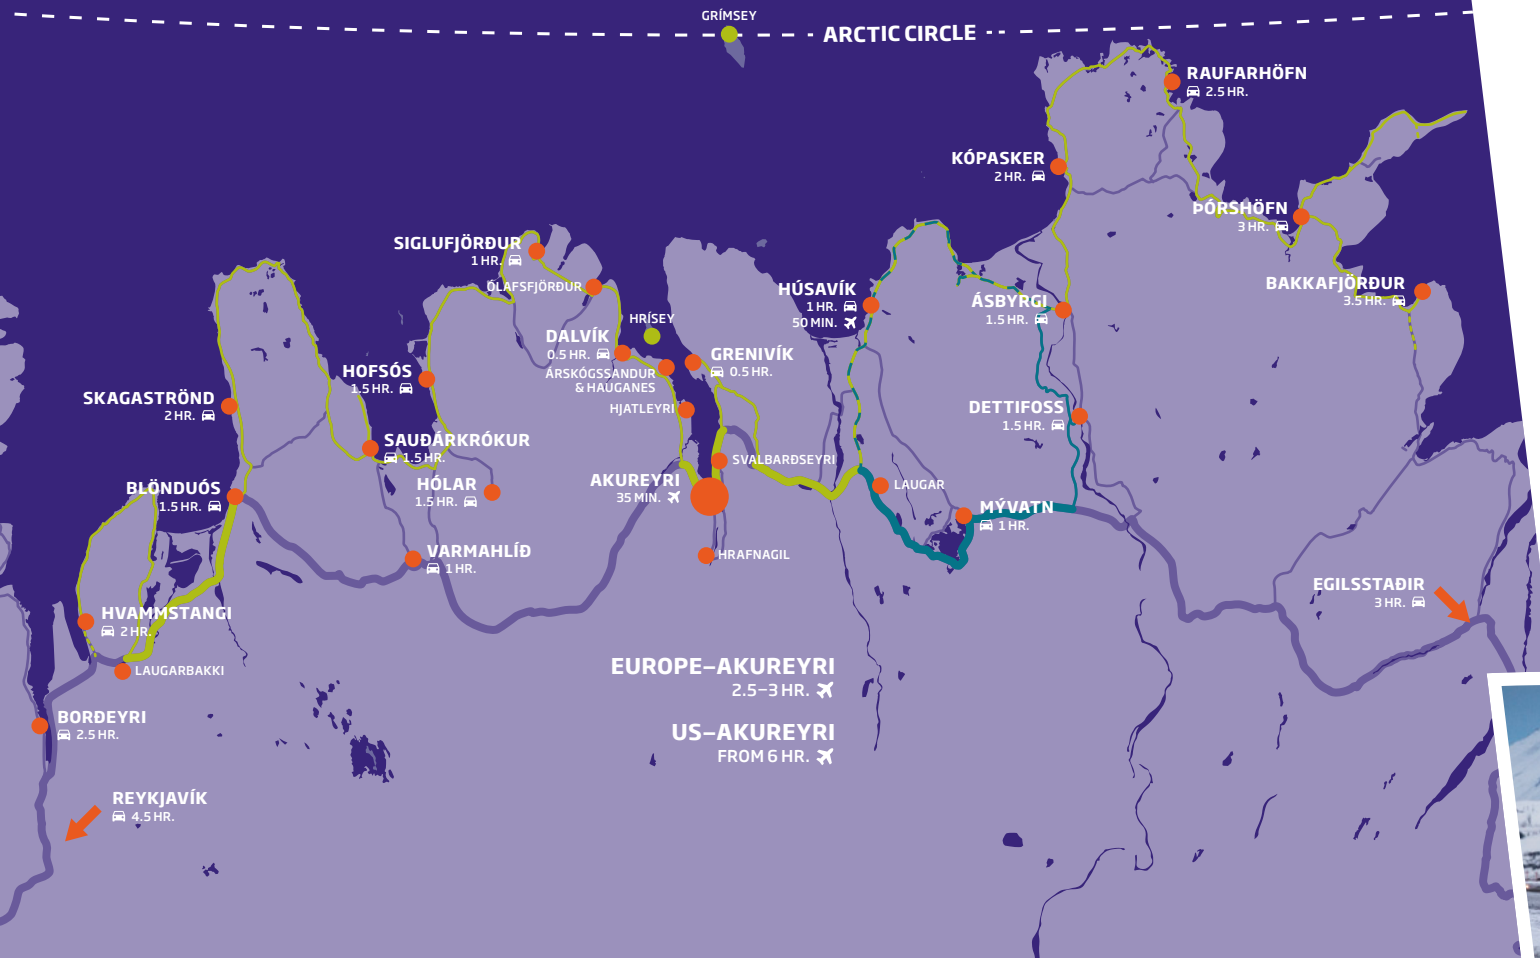 GRÍMSEY
ARCTIC CIRCLE
RAUFARHÖFN
2.5 HR.
KÓPASKER
2 HR.
ÞÓRSHÖFN
3 HR.
SIGLUFJÖRÐUR
1 HR.
ÓLAFSFJÖRÐUR
HÚSAVÍK
1 HR.
50 MIN.
ÁSBYRGI
1.5 HR.
BAKKAFJÖRÐUR
3.5 HR.
HRÍSEY
DALVÍK
0.5 HR.
ÁRSKÓGSSANDUR
& HAUGANES
GRENIVÍK
0.5 HR.
HOFSÓS
1.5 HR.
SKAGASTRÖND
2 HR.
HJATLEYRI
DETTIFOSS
1.5 HR.
SAUÐÁRKRÓKUR
1.5 HR.
SVALBARÐSEYRI
BLÖNDUÓS
1.5 HR.
HÓLAR
1.5 HR.
AKUREYRI
35 MIN.
LAUGAR
MÝVATN
1 HR.
VARMAHLÍÐ
1 HR.
HRAFNAGIL
EGILSSTAÐIR
3 HR.
HVAMMSTANGI
2 HR.
LAUGARBAKKI
EUROPE–AKUREYRI
2.5–3 HR.
BORÐEYRI
2.5 HR.
US–AKUREYRI
FROM 6 HR.
REYKJAVÍK
4.5 HR.